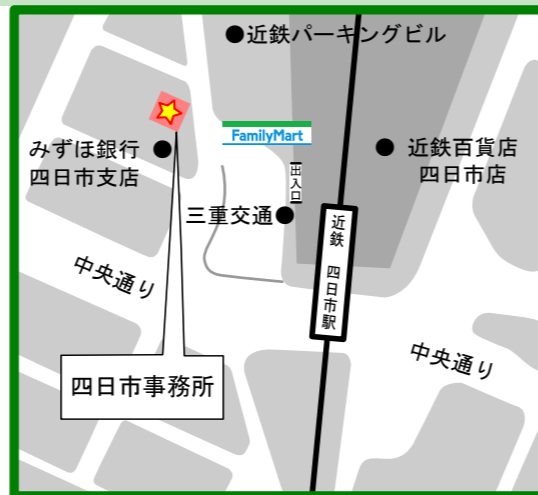 ●近鉄パーキングビル
FamilyMart
みずほ銀行 ●
四日市支店
● 近鉄百貨店
四日市店
出入口
三重交通●
近鉄 四日市駅
中央通り
中央通り
四日市事務所